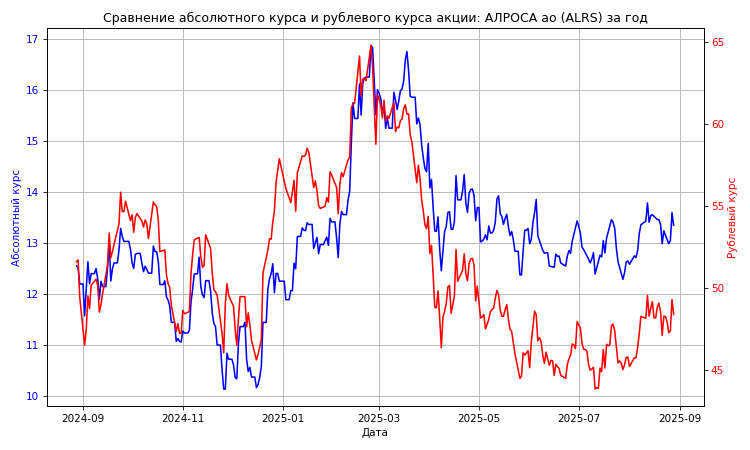 Сравнение абсолютного курса и рублевого курса акции: АЛРОСА ао (ALRS) за год
17
16
15
14
13
12
11
10
Абсолютный курс
65
60
55
50
45
Рублевый курс
2024-09 2024-11 2025-01 2025-03 2025-05 2025-07 2025-09
Дата